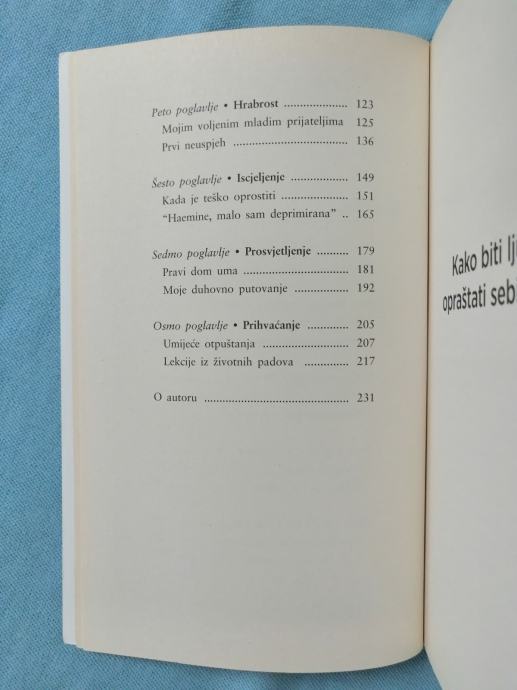 Peto poglavlje • Hrabrost ................... 123
Mojim voljenim mladim prijateljima 125
Prvi neuspjeh .................................. 136
Šesto poglavlje • Iscjeljenje ................. 149
Kada je teško oprostiti ...................... 151
“Haemine, malo sam deprimirana” .. 165
Sedmo poglavlje • Prosvjetljenje .......... 179
Pravi dom uma ............................... 181
Moje duhovno putovanje ................. 192
Osmo poglavlje • Prihvaćanje .............. 205
Umijeće otpuštanja .......................... 207
Lekcije iz životnih padova .............. 217
O autoru ........................................... 231
Kako biti
opraštati